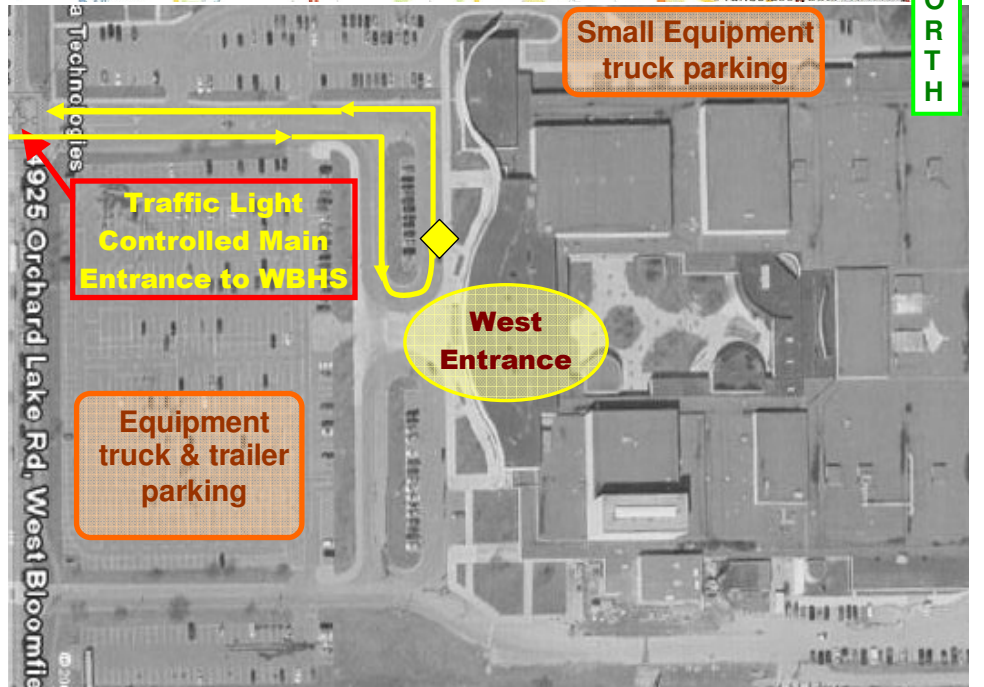 O
R
T
H
Small Equipment
truck parking
a Technologies
4925 Orchard Lake Rd, West Bloomfie
Traffic Light
Controlled Main
Entrance to WBHS
West
Entrance
Equipment
truck & trailer
parking